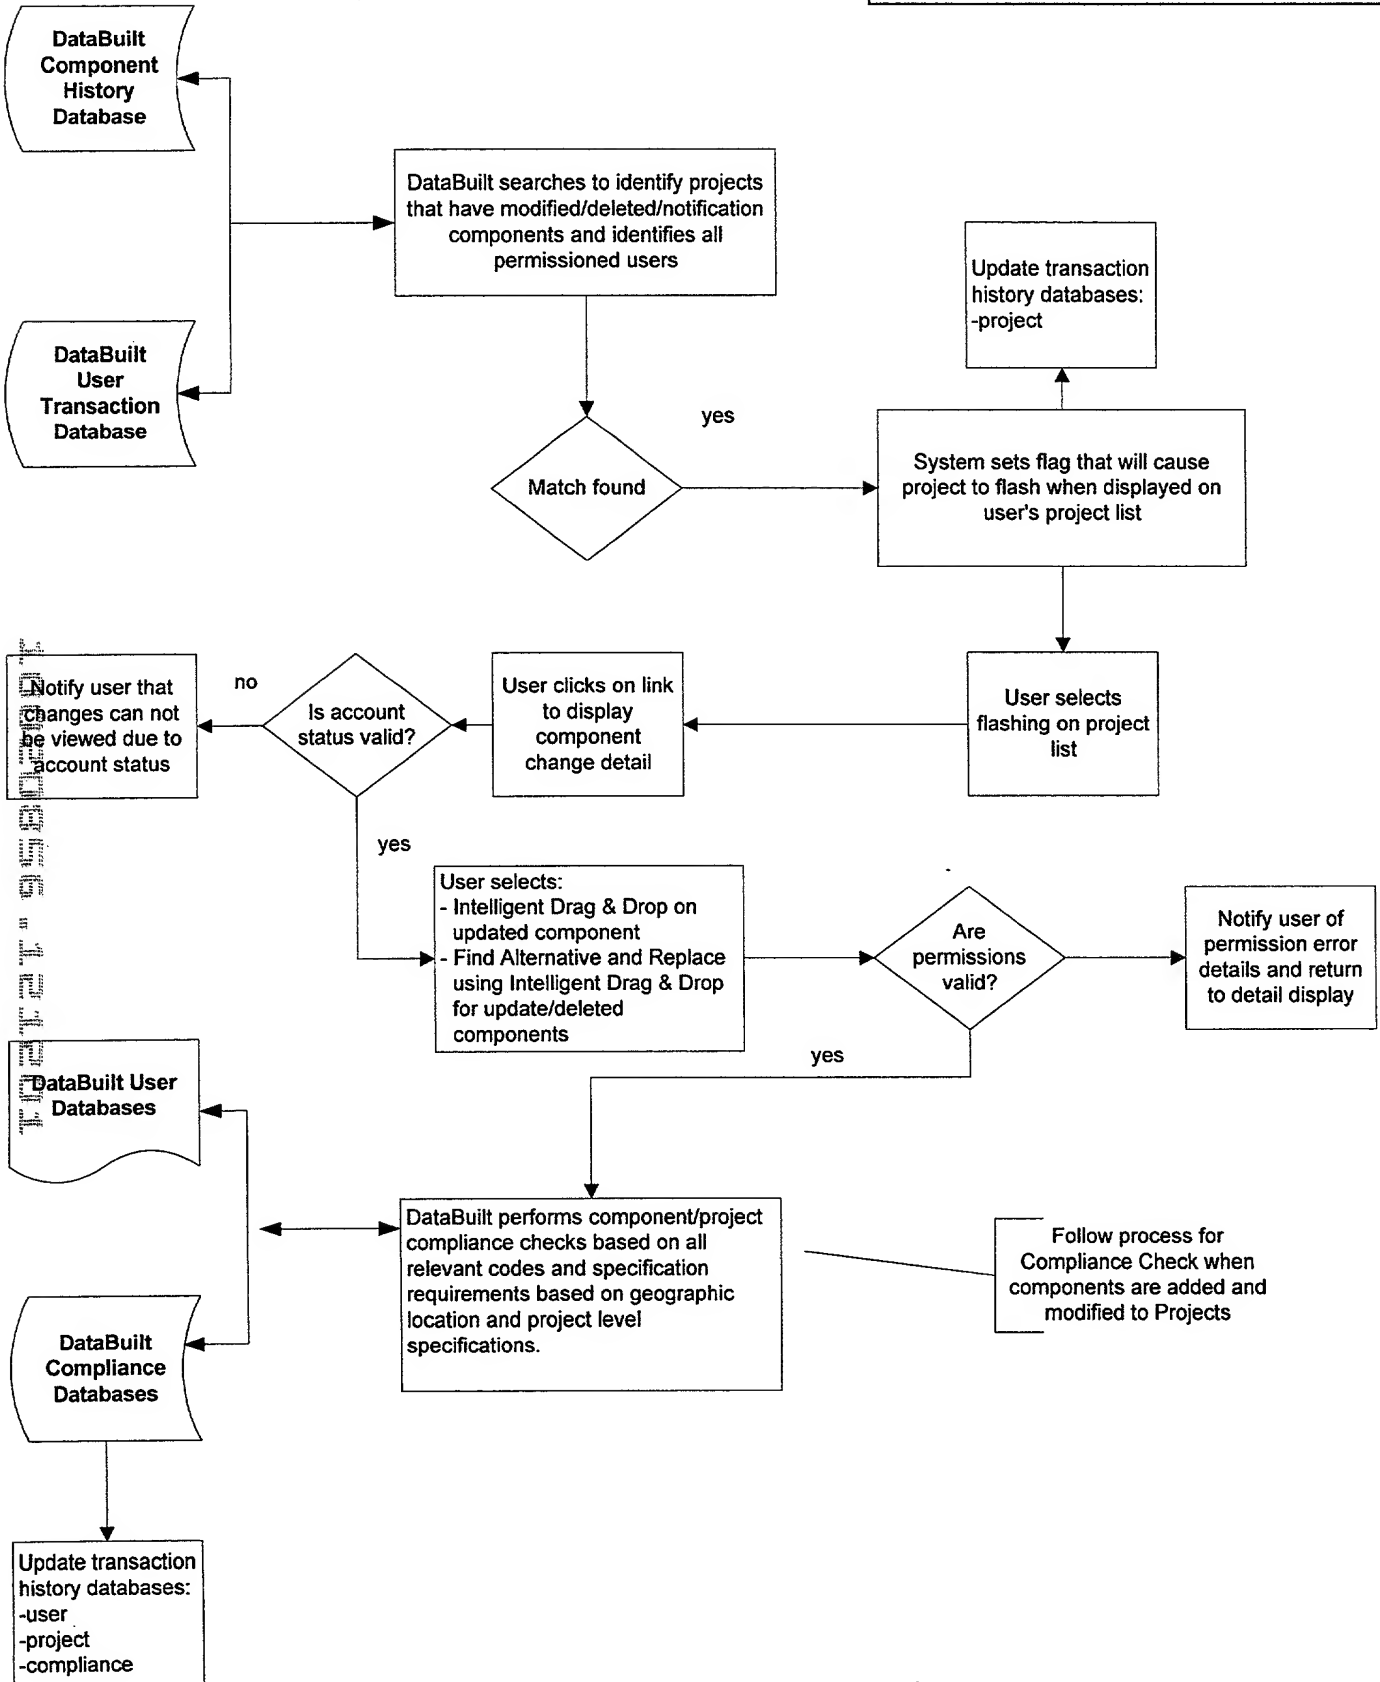 DataBuilt
Component
History
Database
DataBuilt searches to identify projects
that have modified/deleted/notification
components and identifies all
permissioned users
Update transaction
history databases:
-project
DataBuilt
User
Transaction
Database
yes
Match found
System sets flag that will cause
project to flash when displayed on
user's project list
Notify user that
changes can not
be viewed due to
account status
no
Is account
status valid?
User clicks on link
to display
component
change detail
User selects
flashing on project
list
yes
User selects:
- Intelligent Drag & Drop on
updated component
- Find Alternative and Replace
using Intelligent Drag & Drop
for update/deleted
components
Are
permissions
valid?
Notify user of
permission error
details and return
to detail display
yes
DataBuilt User
Databases
DataBuilt performs component/project
compliance checks based on all
relevant codes and specification
requirements based on geographic
location and project level
specifications.
Follow process for
Compliance Check when
components are added and
modified to Projects
DataBuilt
Compliance
Databases
Update transaction
history databases:
-user
-project
-compliance